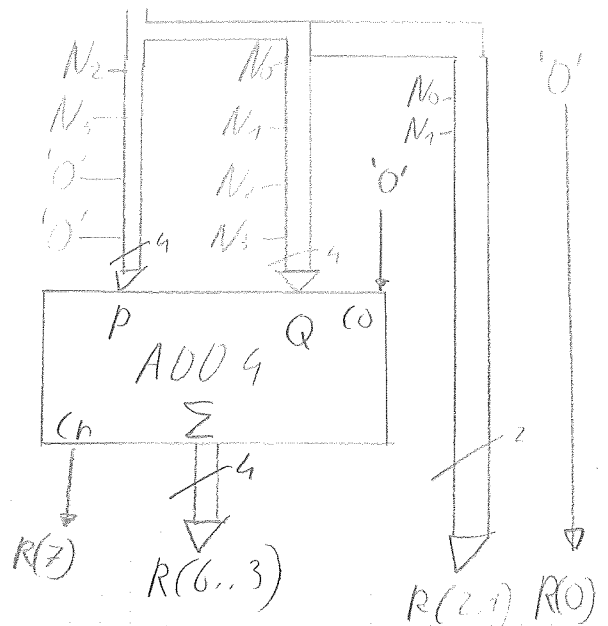 N2
N3
'0'
'0'
4
N0
N1
N2
N3
4
'0'
N0
N1
'0'
P
Q
C0
ADD 4
Cn
Σ
4
2
R(7)
R(6..3)
R(2.1)
R(0)